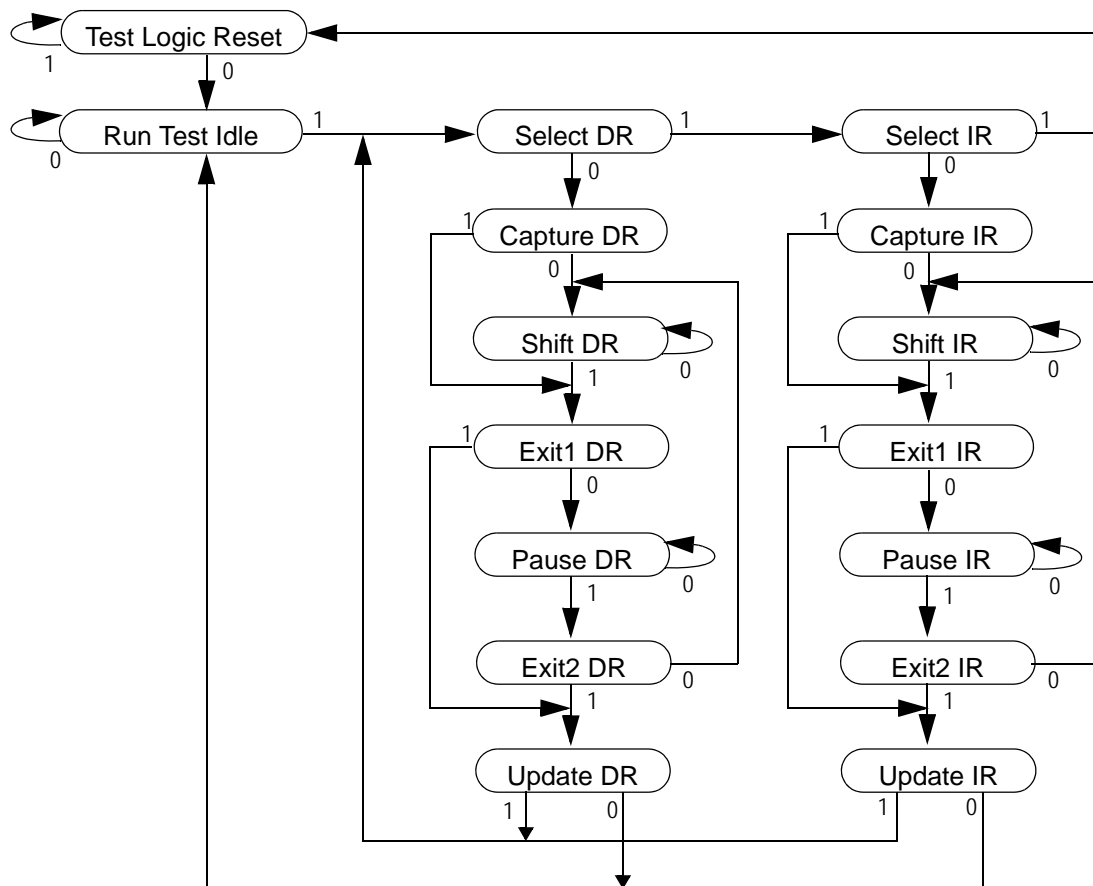 Test Logic Reset
1
0
Run Test Idle
1
Select DR
1
Select IR
1
0
0
0
1
Capture DR
1
Capture IR
0
0
Shift DR
0
Shift IR
0
1
1
1
Exit1 DR
1
Exit1 IR
0
0
Pause DR
0
Pause IR
0
1
1
Exit2 DR
0
Exit2 IR
0
1
1
Update DR
Update IR
1
0
1
0